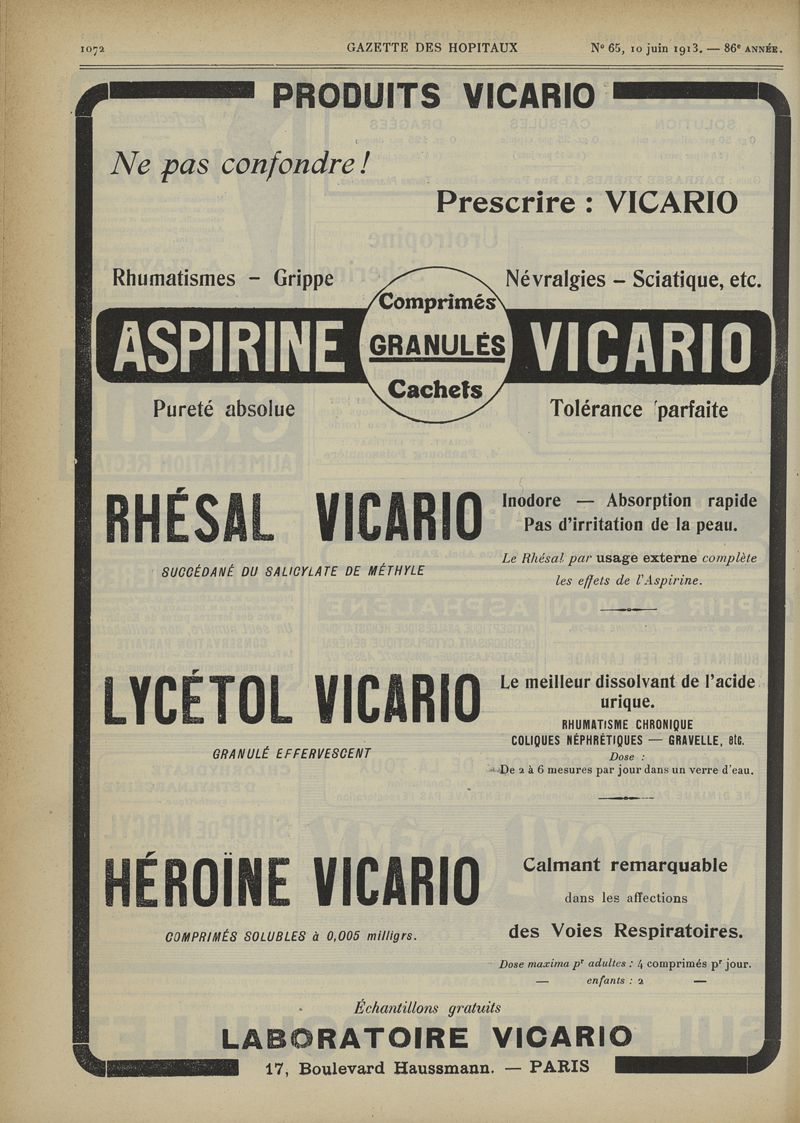 1072 GAZETTE DES HOPITAUX N° 65, 10 juin 1913. — 86e ANNÉE.
PRODUITS VICARIO
Ne pas confondre!
Prescrire : VICARIO
Rhumatismes – Grippe
Névralgies – Sciatique, etc.
ASPIRINE
Comprimés
GRANULÉS
Cachets
VICARIO
Pureté absolue
Tolérance parfaite
RHÉSAL VICARIO
SUCCÉDANÉ DU SALICYLATE DE MÉTHYLE
Inodore — Absorption rapide
Pas d'irritation de la peau.
Le Rhésal par usage externe complète
les effets de l'Aspirine.
LYCÉTOL VICARIO
GRANULÉ EFFERVESCENT
Le meilleur dissolvant de l'acide
urique.
RHUMATISME CHRONIQUE
COLIQUES NÉPHRÉTIQUES — GRAVELLE, etc.
Dose :
De 2 à 6 mesures par jour dans un verre d'eau.
HÉROÏNE VICARIO
COMPRIMÉS SOLUBLES à 0,005 milligrs.
Calmant remarquable
dans les affections
des Voies Respiratoires.
Dose maxima pr adultes : 4 comprimés pr jour.
— enfants : 2 —
Échantillons gratuits
LABORATOIRE VICARIO
17, Boulevard Haussmann. — PARIS